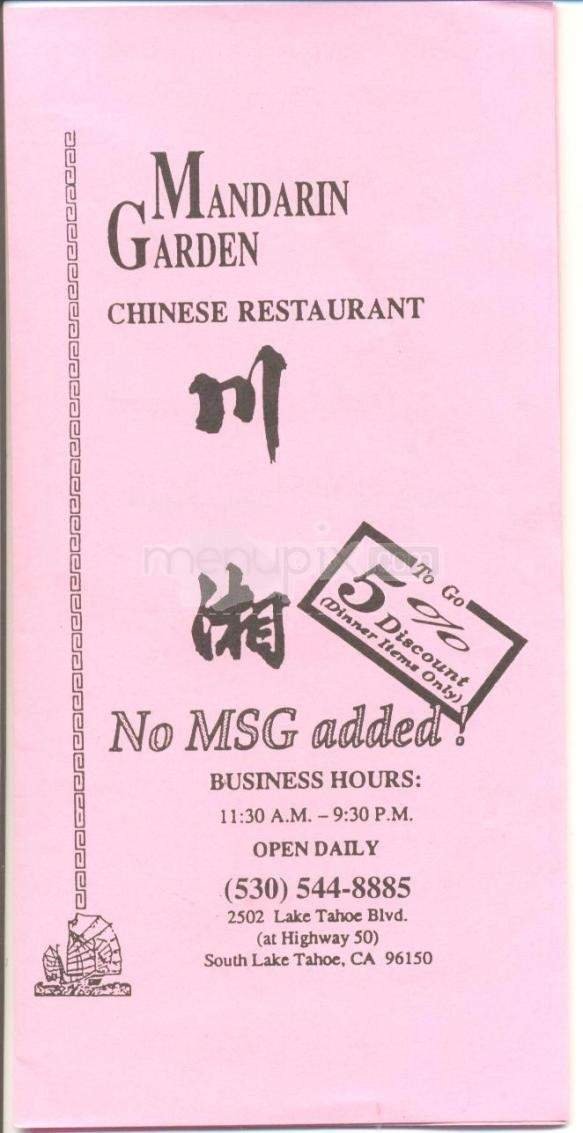 MANDARIN
GARDEN
CHINESE RESTAURANT
川
湘
menupix.com
To Go
5%
Discount
(Dinner Items Only)
No MSG added!
BUSINESS HOURS:
11:30 A.M. – 9:30 P.M.
OPEN DAILY
(530) 544-8885
2502 Lake Tahoe Blvd.
(at Highway 50)
South Lake Tahoe, CA 96150